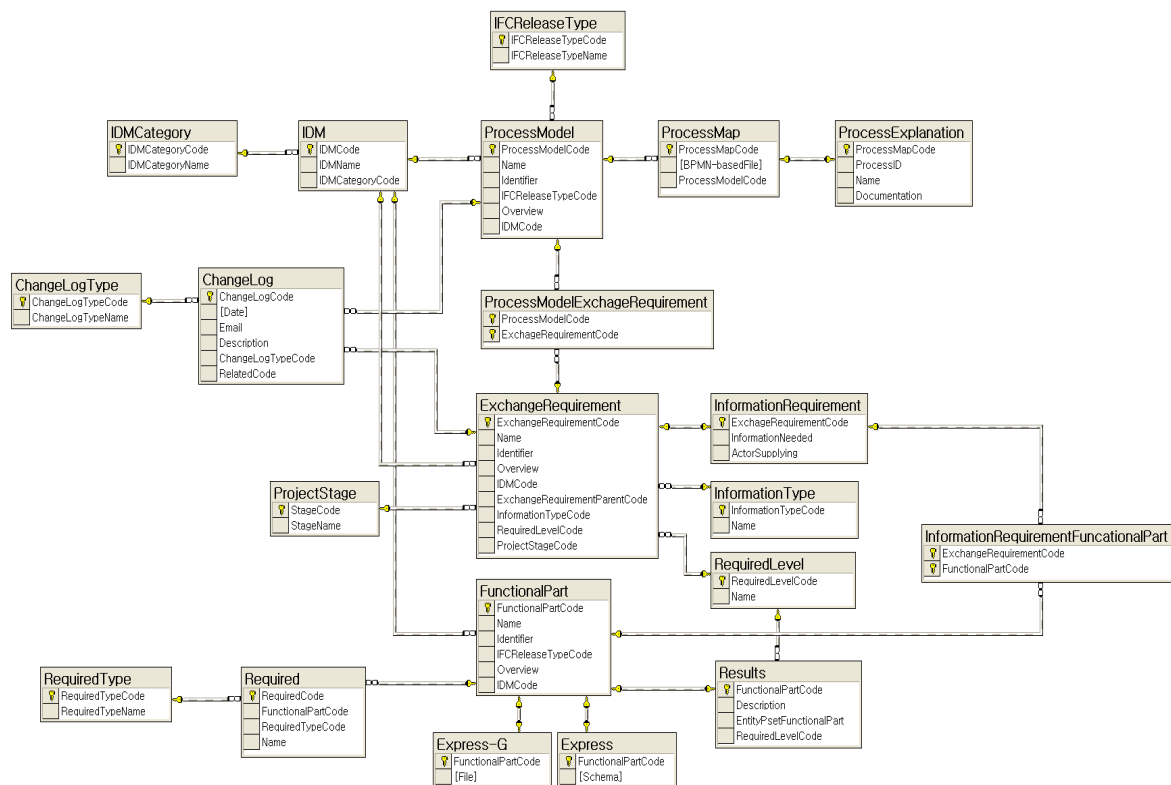 IFCReleaseType
IFCReleaseTypeCode
IFCReleaseTypeName
IDMCategory
IDMCategoryCode
IDMCategoryName
IDM
IDMCode
IDMName
IDMCategoryCode
ProcessModel
ProcessModelCode
Name
Identifier
IFCReleaseTypeCode
Overview
IDMCode
ProcessMap
ProcessMapCode
[BPMN-basedFile]
ProcessModelCode
ProcessExplanation
ProcessMapCode
ProcessID
Name
Documentation
ChangeLogType
ChangeLogTypeCode
ChangeLogTypeName
ChangeLog
ChangeLogCode
[Date]
Email
Description
ChangeLogTypeCode
RelatedCode
ProcessModelExchageRequirement
ProcessModelCode
ExchageRequirementCode
ExchangeRequirement
ExchangeRequirementCode
Name
Identifier
Overview
IDMCode
ExchangeRequirementParentCode
InformationTypeCode
RequiredLevelCode
ProjectStageCode
InformationRequirement
ExchageRequirementCode
InformationNeeded
ActorSupplying
ProjectStage
StageCode
StageName
InformationType
InformationTypeCode
Name
InformationRequirementFuncationalPart
ExchangeRequirementCode
FunctionalPartCode
RequiredLevel
RequiredLevelCode
Name
FunctionalPart
FunctionalPartCode
Name
Identifier
IFCReleaseTypeCode
Overview
IDMCode
RequiredType
RequiredTypeCode
RequiredTypeName
Required
RequiredCode
FunctionalPartCode
RequiredTypeCode
Name
Results
FunctionalPartCode
Description
EntityPsetFunctionalPart
RequiredLevelCode
Express-G
FunctionalPartCode
[File]
Express
FunctionalPartCode
[Schema]